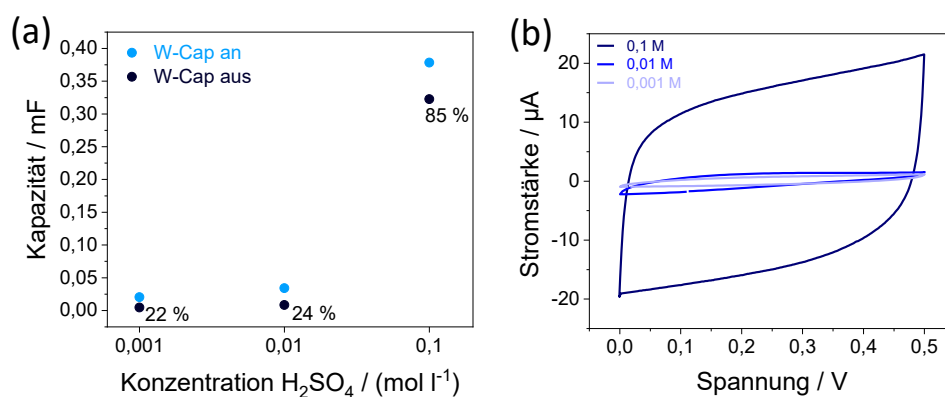 (a)
W-Cap an
W-Cap aus
0,40
0,35
0,30
0,25
0,20
0,15
0,10
0,05
0,00
Kapazität / mF
85 %
22 %
24 %
0,001
0,01
0,1
Konzentration H₂SO₄ / (mol l⁻¹)
(b)
0,1 M
0,01 M
0,001 M
20
10
0
-10
-20
Stromstärke / µA
0,0
0,1
0,2
0,3
0,4
0,5
Spannung / V